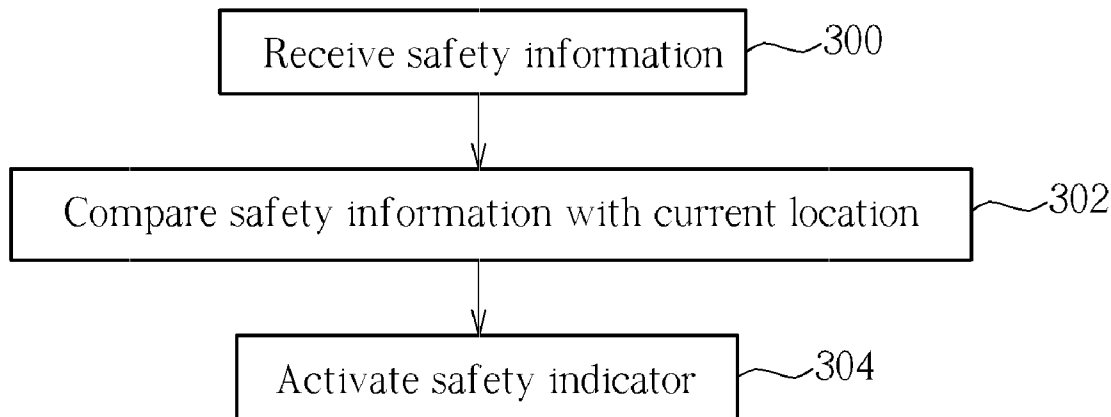 Receive safety information 300
Compare safety information with current location 302
Activate safety indicator 304